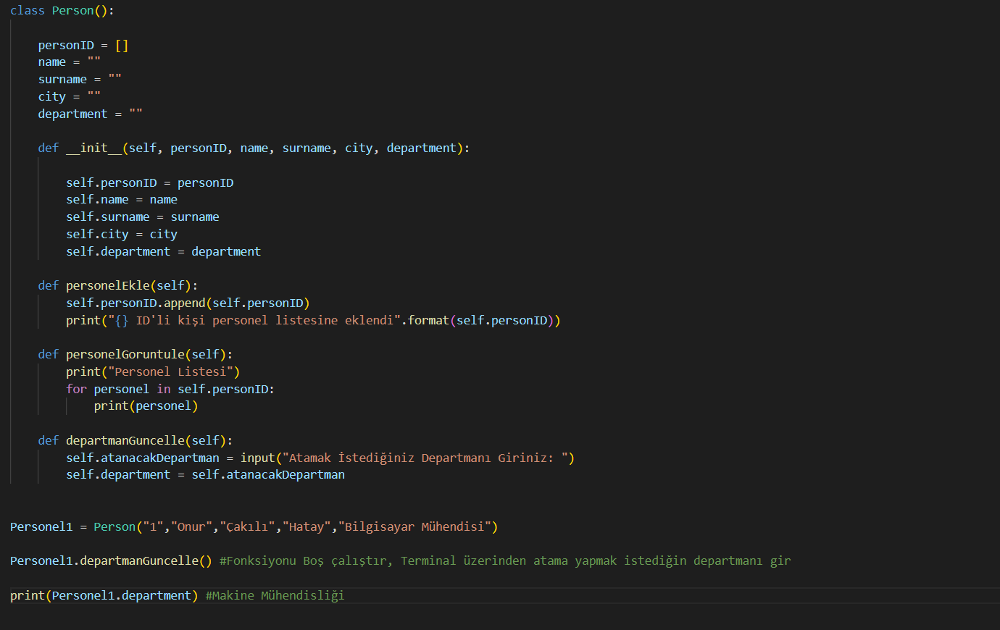 class Person():
personID = []
name = ""
surname = ""
city = ""
department = ""
def __init__(self, personID, name, surname, city, department):
self.personID = personID
self.name = name
self.surname = surname
self.city = city
self.department = department
def personelEkle(self):
self.personID.append(self.personID)
print("{} ID'li kişi personel listesine eklendi".format(self.personID))
def personelGoruntule(self):
print("Personel Listesi")
for personel in self.personID:
print(personel)
def departmanGuncelle(self):
self.atanacakDepartman = input("Atamak İstediğiniz Departmanı Giriniz: ")
self.department = self.atanacakDepartman
Personel1 = Person("1","Onur","Çakılı","Hatay","Bilgisayar Mühendisi")
Personel1.departmanGuncelle() #Fonksiyonu Boş çalıştır, Terminal üzerinden atama yapmak istediğin departmanı gir
print(Personel1.department) #Makine Mühendisliği